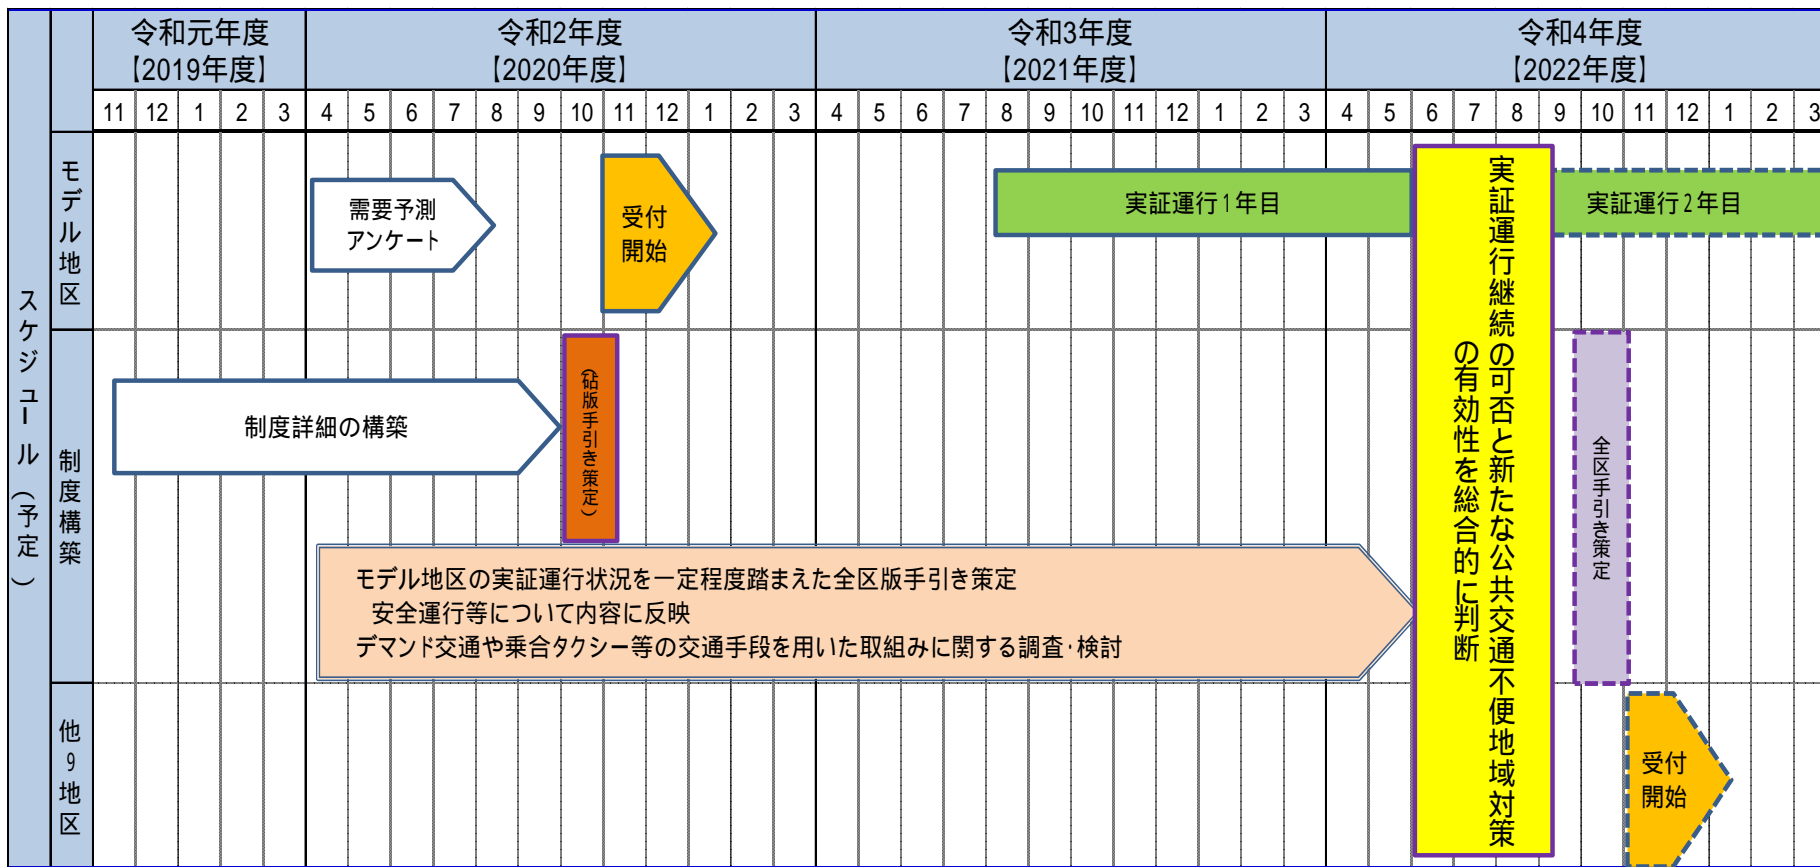 令和元年度
【2019年度】
令和2年度
【2020年度】
令和3年度
【2021年度】
令和4年度
【2022年度】
11 12 1 2 3 4 5 6 7 8 9 10 11 12 1 2 3 4 5 6 7 8 9 10 11 12 1 2 3 4 5 6 7 8 9 10 11 12 1 2 3
スケジュール（予定）
モデル地区
需要予測
アンケート
受付
開始
実証運行1年目
実証運行2年目
実証運行継続の可否と新たな公共交通不便地域対策
の有効性を総合的に判断
制度構築
制度詳細の構築
（砧版手引き策定）
モデル地区の実証運行状況を一定程度踏まえた全区版手引き策定
安全運行等について内容に反映
デマンド交通や乗合タクシー等の交通手段を用いた取組みに関する調査・検討
全区手引き策定
他9地区
受付
開始